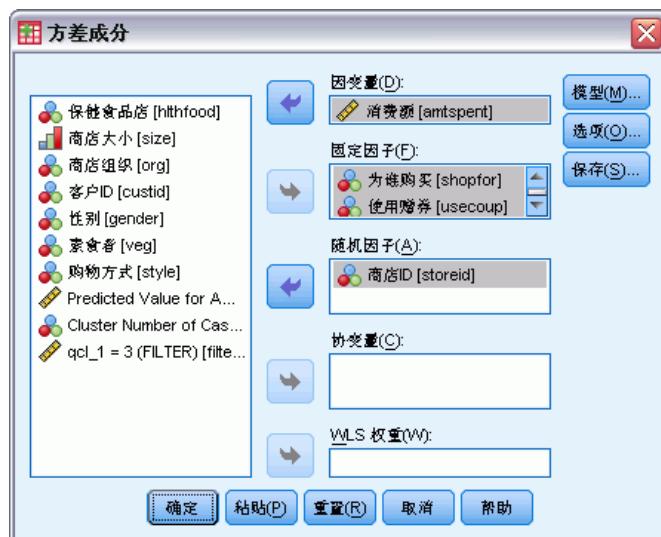 方差成分
保健食品店 [hlthfood]
商店大小 [size]
商店组织 [org]
客户ID [custid]
性别 [gender]
素食者 [veg]
购物方式 [style]
Predicted Value for A...
Cluster Number of Cas...
qcl_1 = 3 (FILTER) [filte...
因变量(D):
消费额 [amtspent]
固定因子(F):
为谁购买 [shopfor]
使用赠券 [usecoup]
随机因子(A):
商店ID [storeid]
协变量(C):
WLS 权重(W):
模型(M)...
选项(O)...
保存(S)...
确定
粘贴(P)
重置(R)
取消
帮助